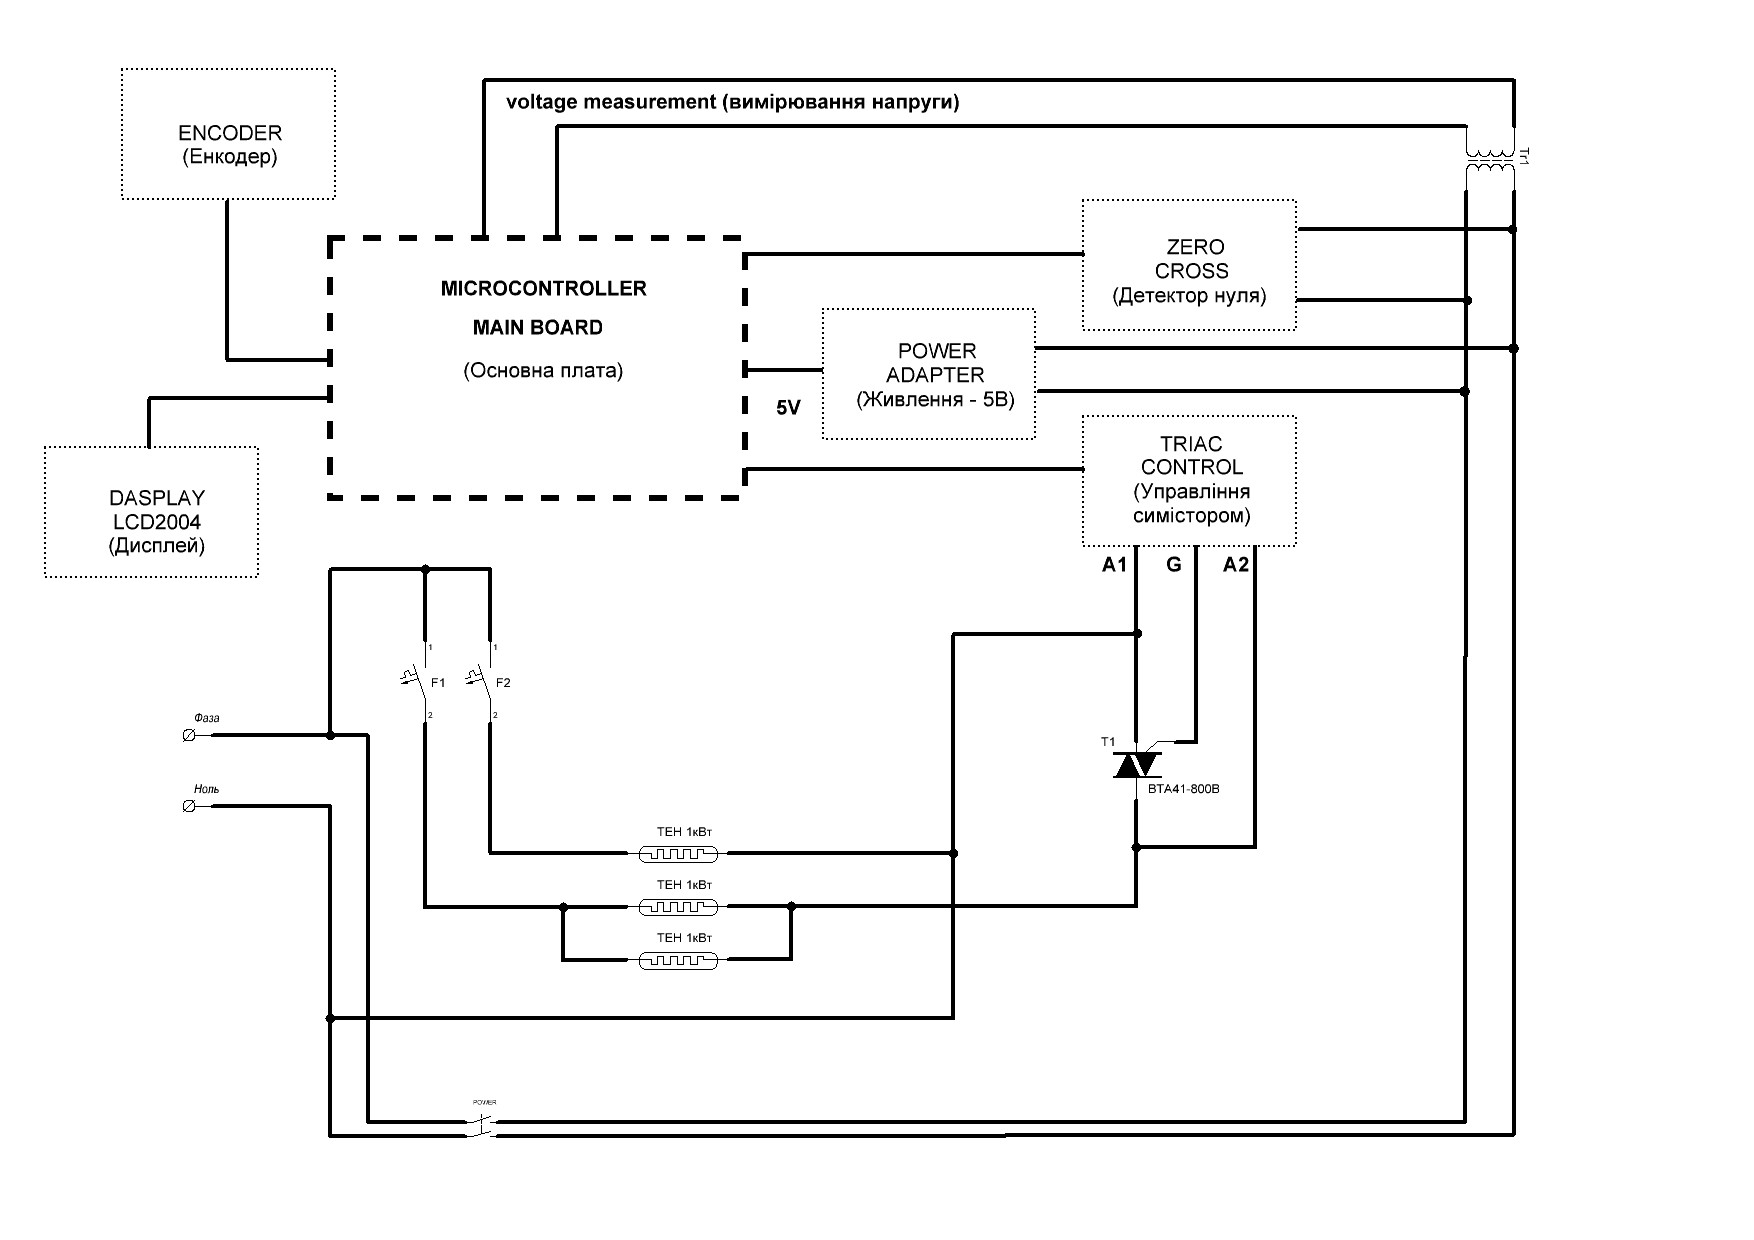 voltage measurement (вимірювання напруги)
ENCODER
(Енкодер)
Tr1
ZERO
CROSS
(Детектор нуля)
MICROCONTROLLER
MAIN BOARD
(Основна плата)
POWER
ADAPTER
(Живлення - 5В)
5V
TRIAC
CONTROL
(Управління
симістором)
DASPLAY
LCD2004
(Дисплей)
A1 G A2
1 1
F1 F2
2 2
Фаза
T1
BTA41-800B
Ноль
ТЕН 1кВт
ТЕН 1кВт
ТЕН 1кВт
POWER